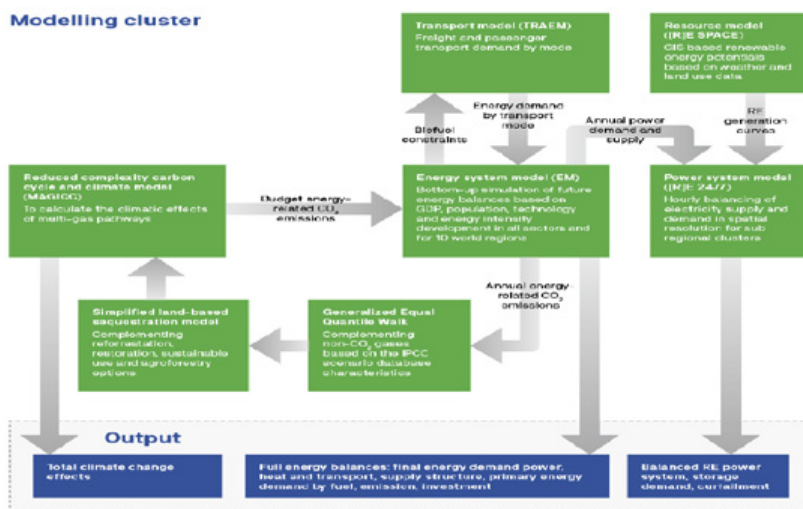 Modelling cluster
Transport model (TRAEM)
Freight and passenger
transport demand by mode
Resource model
([R]E SPACE)
GIS based renewable
energy potentials
based on weather and
land use data
Biofuel
constraints
Energy demand
by transport
mode
Annual power
demand and
supply
RE
generation
curves
Reduced complexity carbon
cycle and climate model
(MAGICC)
To calculate the climatic effects
of multi-gas pathways
Budget energy-
related CO₂
emissions
Energy system model (EM)
Bottom-up simulation of future
energy balances based on
GDP, population, technology
and energy intensity
development in all sectors and
for 10 world regions
Power system model
([R]E 24/7)
Hourly balancing of
electricity supply and
demand in spatial
resolution for sub
regional clusters
Annual energy-
related CO₂
emissions
Simplified land-based
sequestration model
Complementing
reforrestation,
restoration, sustainable
use and agroforestry
options
Generalized Equal
Quantile Walk
Complementing
non-CO₂ gases
based on the IPCC
scenario database
characteristics
Output
Total climate change
effects
Full energy balances: final energy demand power,
heat and transport, supply structure, primary energy
demand by fuel, emission, investment
Balanced RE power
system, storage
demand, curtailment